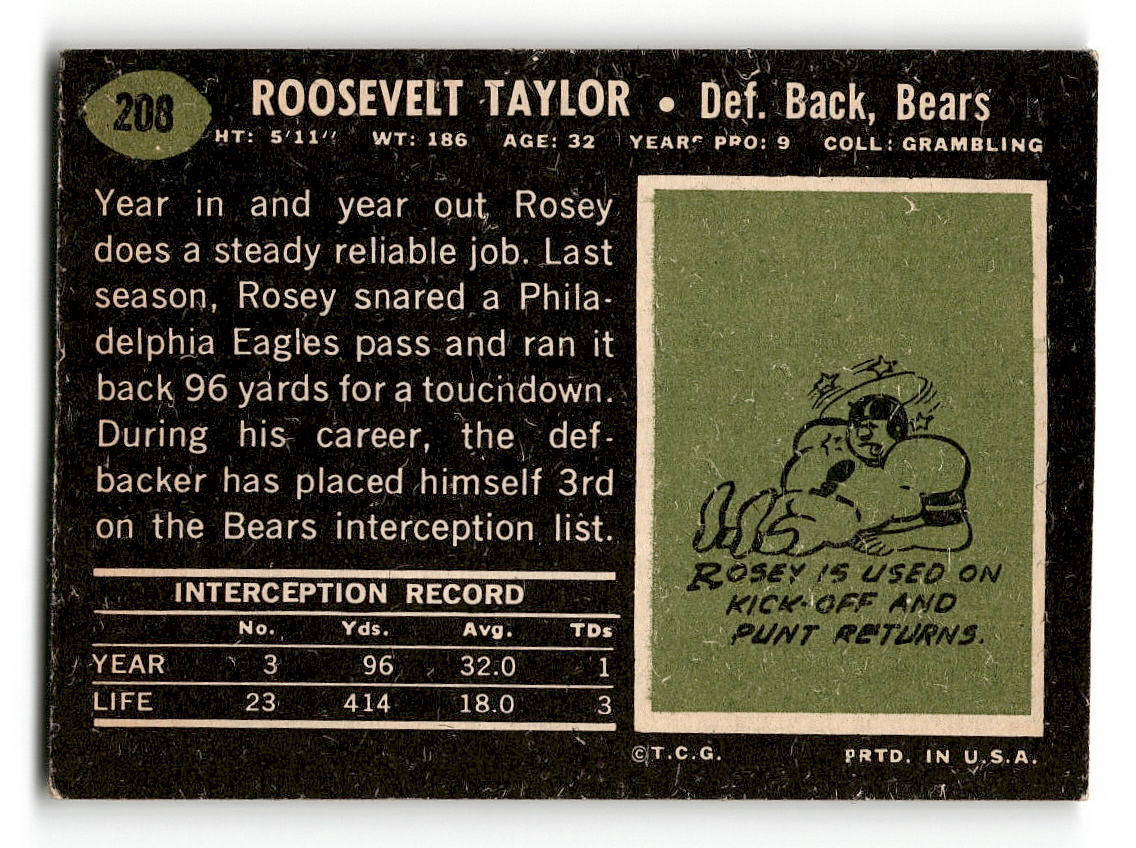 208
ROOSEVELT TAYLOR • Def. Back, Bears
HT: 5'11'' WT: 186 AGE: 32 YEARS PRO: 9 COLL: GRAMBLING
Year in and year out, Rosey
does a steady reliable job. Last
season, Rosey snared a Phila-
delphia Eagles pass and ran it
back 96 yards for a touchdown.
During his career, the def-
backer has placed himself 3rd
on the Bears interception list.
INTERCEPTION RECORD
No. Yds. Avg. TDs
YEAR 3 96 32.0 1
LIFE 23 414 18.0 3
ROSEY IS USED ON
KICK-OFF AND
PUNT RETURNS.
©T.C.G. PRTD. IN U.S.A.